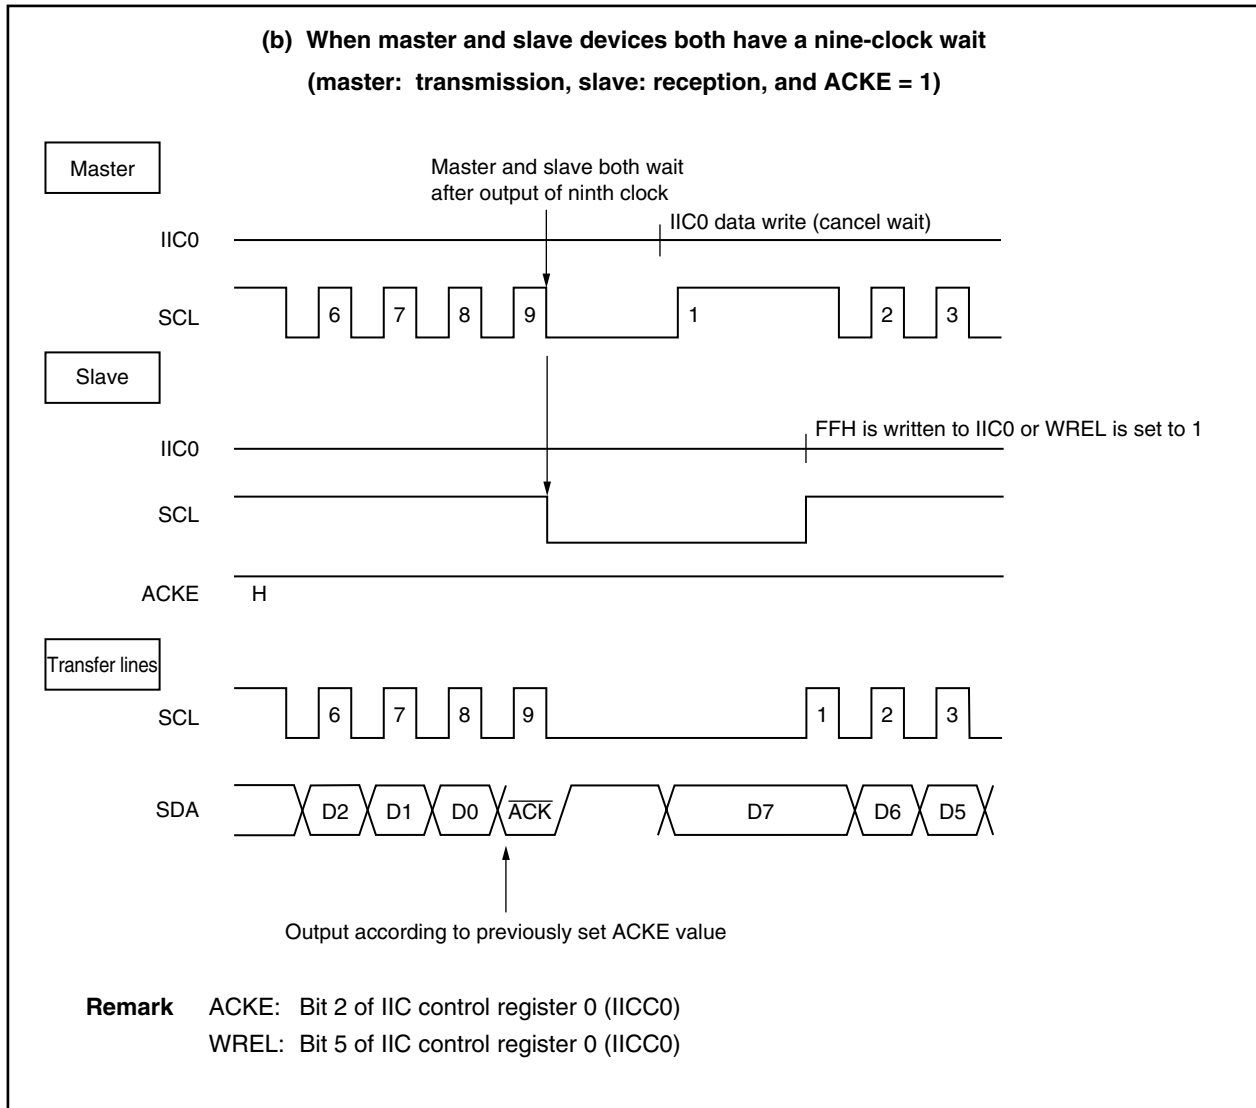 (b) When master and slave devices both have a nine-clock wait
(master: transmission, slave: reception, and ACKE = 1)
Master
Master and slave both wait
after output of ninth clock
IIC0
IIC0 data write (cancel wait)
SCL
6 7 8 9 1 2 3
Slave
IIC0
FFH is written to IIC0 or WREL is set to 1
SCL
ACKE
H
Transfer lines
SCL
6 7 8 9 1 2 3
SDA
D2 D1 D0 ACK D7 D6 D5
Output according to previously set ACKE value
Remark ACKE: Bit 2 of IIC control register 0 (IICC0)
WREL: Bit 5 of IIC control register 0 (IICC0)